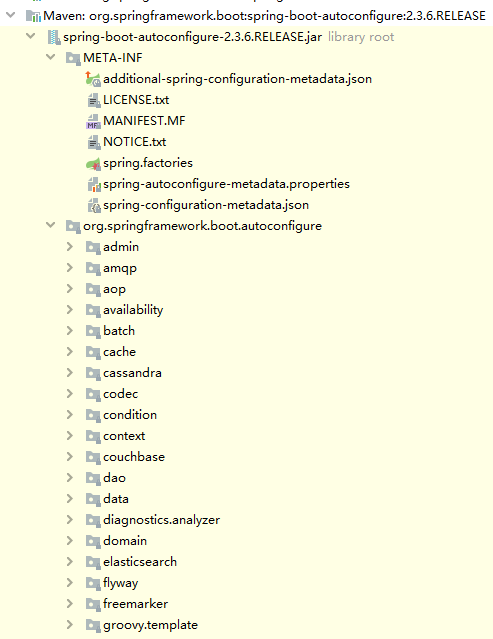 Maven: org.springframework.boot:spring-boot-autoconfigure:2.3.6.RELEASE
spring-boot-autoconfigure-2.3.6.RELEASE.jar library root
META-INF
additional-spring-configuration-metadata.json
LICENSE.txt
MANIFEST.MF
NOTICE.txt
spring.factories
spring-autoconfigure-metadata.properties
spring-configuration-metadata.json
org.springframework.boot.autoconfigure
admin
amqp
aop
availability
batch
cache
cassandra
codec
condition
context
couchbase
dao
data
diagnostics.analyzer
domain
elasticsearch
flyway
freemarker
groovy.template